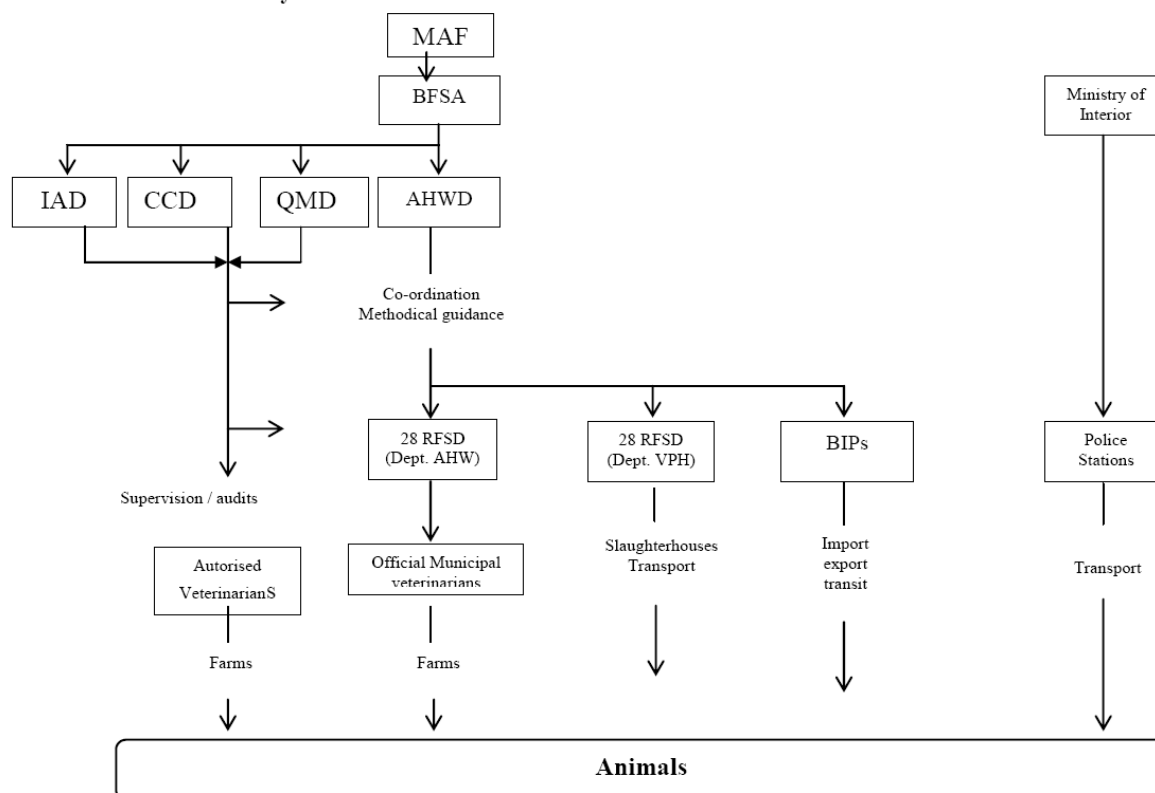 MAF
BFSA
Ministry of
Interior
IAD
CCD
QMD
AHWD
Co-ordination
Methodical guidance
28 RFSD
(Dept. AHW)
28 RFSD
(Dept. VPH)
BIPs
Police
Stations
Supervision / audits
Autorised
VeterinarianS
Official Municipal
veterinarians
Slaughterhouses
Transport
Import
export
transit
Transport
Farms
Farms
Animals